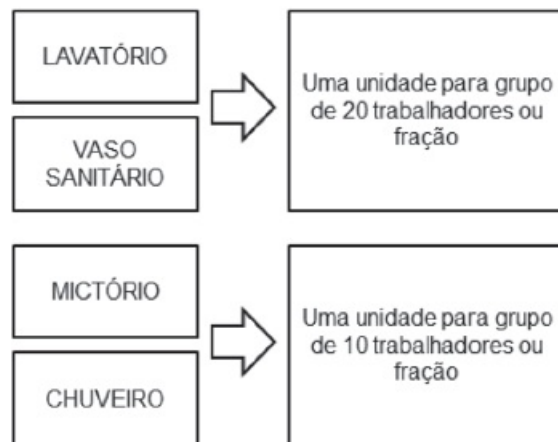 LAVATÓRIO
VASO
SANITÁRIO
Uma unidade para grupo
de 20 trabalhadores ou
fração
MICTÓRIO
CHUVEIRO
Uma unidade para grupo
de 10 trabalhadores ou
fração